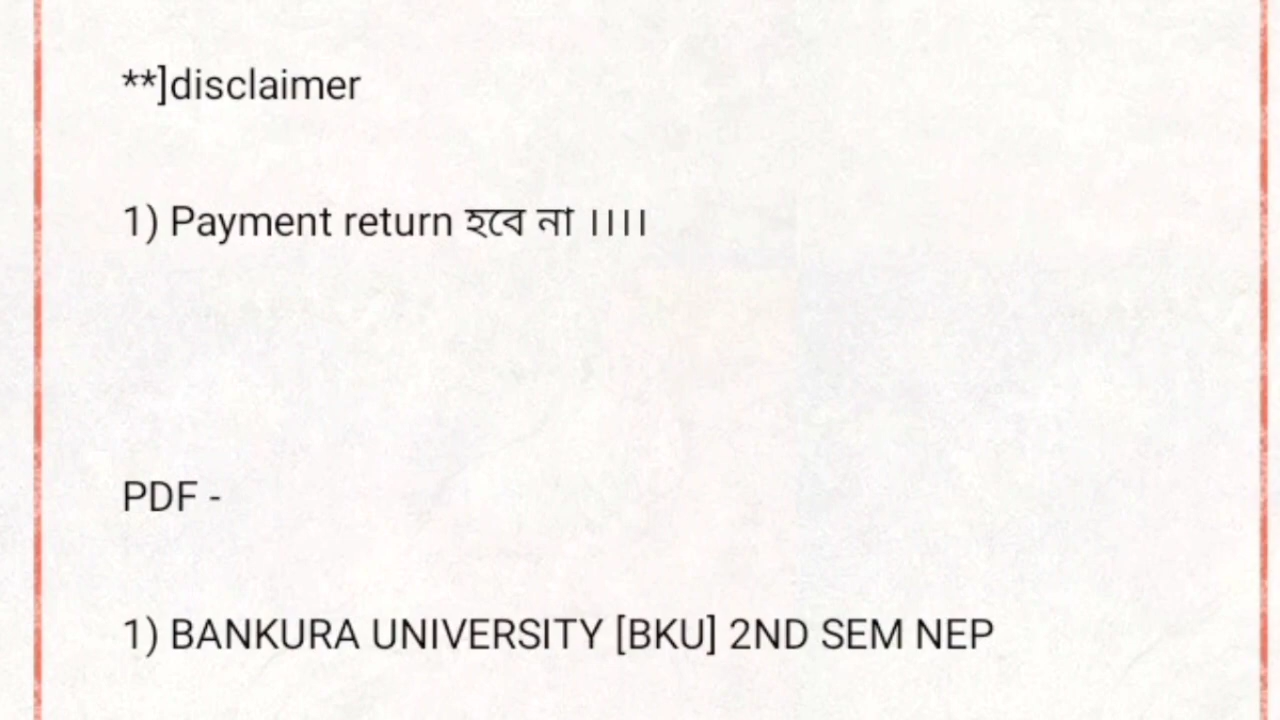 **]disclaimer
1) Payment return হবে না ।।।।
PDF -
1) BANKURA UNIVERSITY [BKU] 2ND SEM NEP